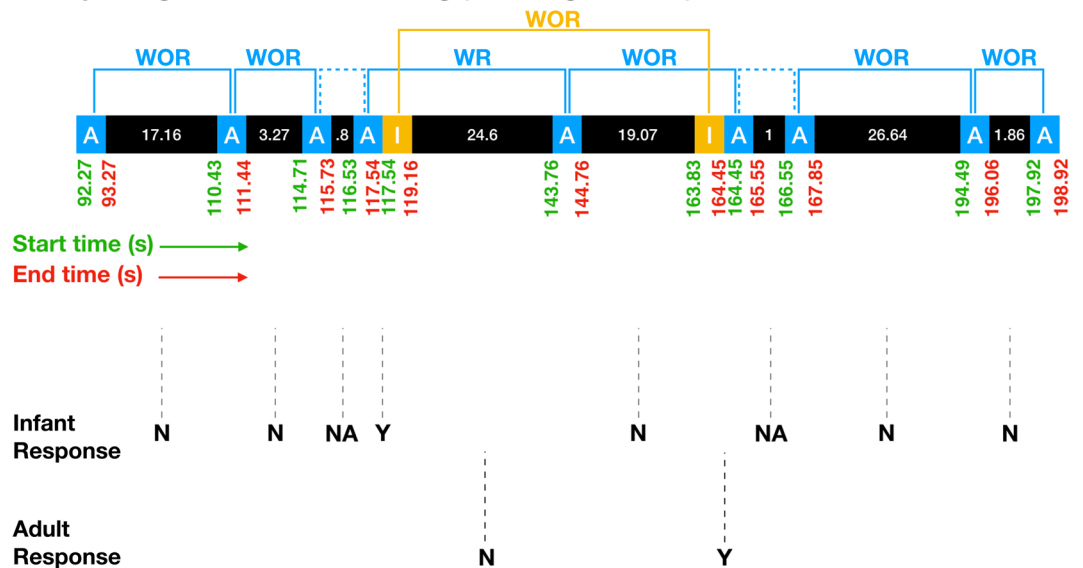 WOR
WOR WOR WR WOR WOR WOR
A 17.16 A 3.27 A .8 A I 24.6 A 19.07 I A 1 A 26.64 A 1.86 A
92.27 93.27 110.43 111.44 114.71 115.73 116.53 117.54 117.54 119.16 143.76 144.76 163.83 164.45 164.45 165.55 166.55 167.85 194.49 196.06 197.92 198.92
Start time (s)
End time (s)
Infant
Response
N N NA Y N NA N N
Adult
Response
N Y